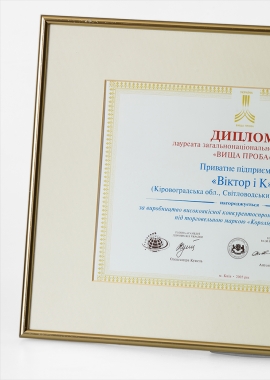 ДИПЛОМ
лауреата загальнонаціональн
«ВИЩА ПРОБА
Приватне підприєм
«Віктор і К»
(Кіровоградська обл., Світловодськи
нагороджується
за виробництво високоякісної конкурентоспро
під торговельною маркою «Корол